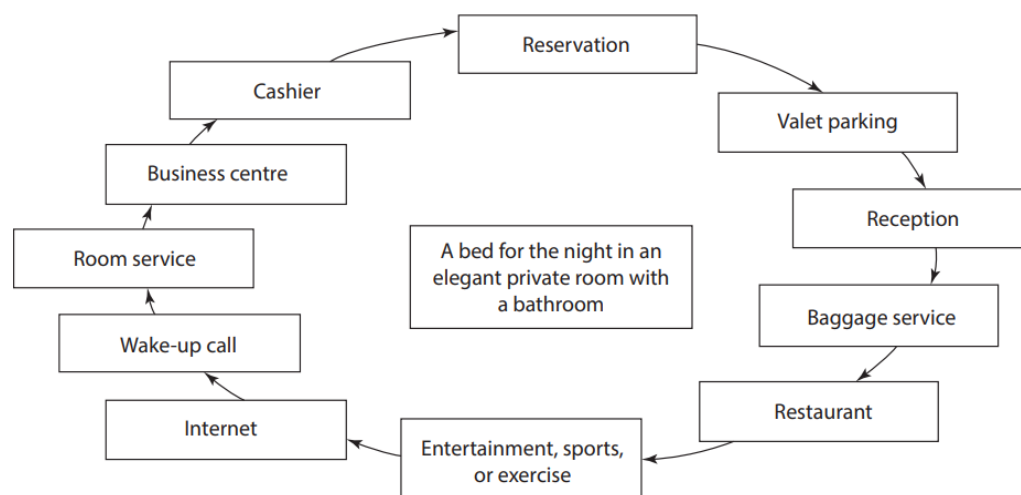 Reservation
Cashier
Valet parking
Business centre
Reception
Room service
A bed for the night in an
elegant private room with
a bathroom
Baggage service
Wake-up call
Restaurant
Internet
Entertainment, sports,
or exercise